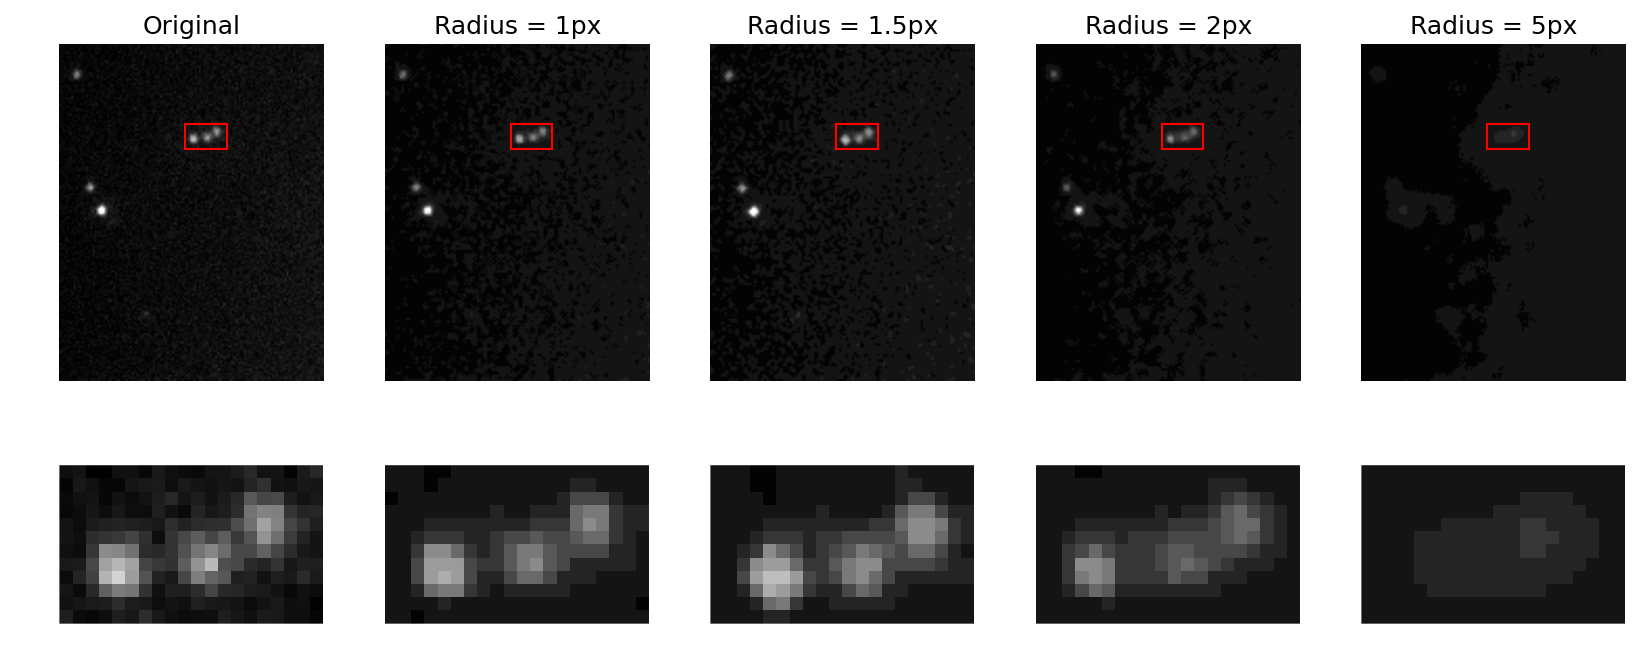 Original
Radius = 1px
Radius = 1.5px
Radius = 2px
Radius = 5px